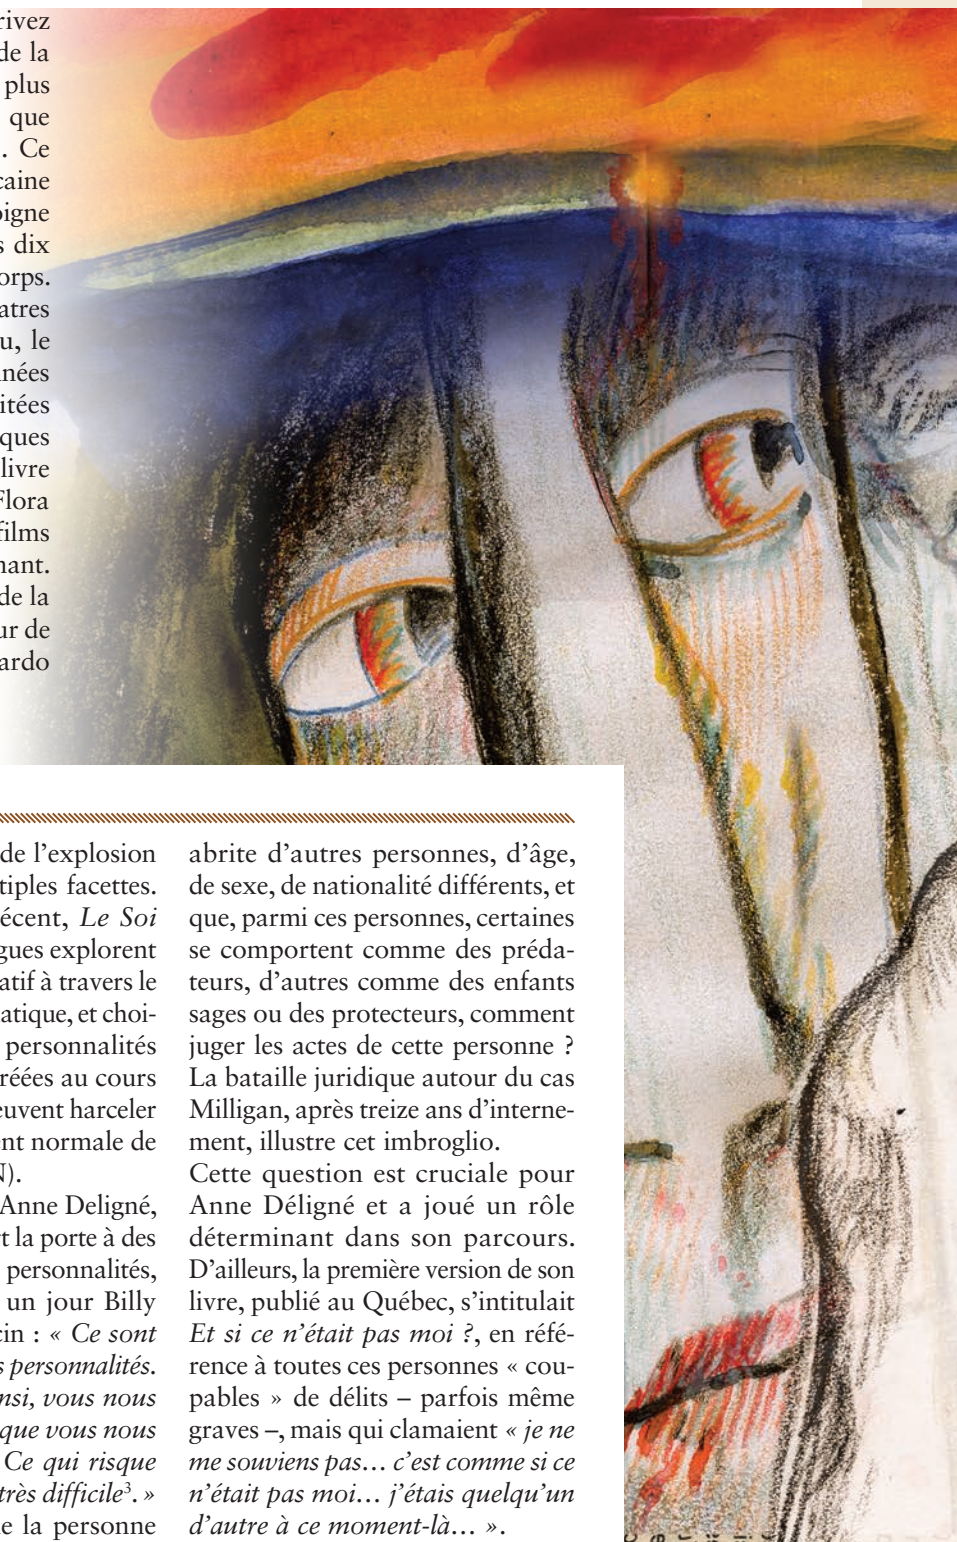 rivez
de la
plus
que
. Ce
caine
oigne
s dix
orps.
atres
u, le
nées
itées
ques
livre
Flora
films
nant.
de la
ur de
ardo
de l’explosion
tiples facettes.
écent, Le Soi
gues explorent
atif à travers le
atique, et choi-
personnalités
réées au cours
euvent harceler
ent normale de
N).
Anne Deligné,
rt la porte à des
personnalités,
un jour Billy
cin : « Ce sont
s personnalités.
nsi, vous nous
que vous nous
Ce qui risque
très difficile³. »
e la personne
abrite d’autres personnes, d’âge,
de sexe, de nationalité différents, et
que, parmi ces personnes, certaines
se comportent comme des préda-
teurs, d’autres comme des enfants
sages ou des protecteurs, comment
juger les actes de cette personne ?
La bataille juridique autour du cas
Milligan, après treize ans d’interne-
ment, illustre cet imbroglio.
Cette question est cruciale pour
Anne Déligné et a joué un rôle
déterminant dans son parcours.
D’ailleurs, la première version de son
livre, publié au Québec, s’intitulait
Et si ce n’était pas moi ?, en réfé-
rence à toutes ces personnes « cou-
pables » de délits – parfois même
graves –, mais qui clamaient « je ne
me souviens pas… c’est comme si ce
n’était pas moi… j’étais quelqu’un
d’autre à ce moment-là… ».